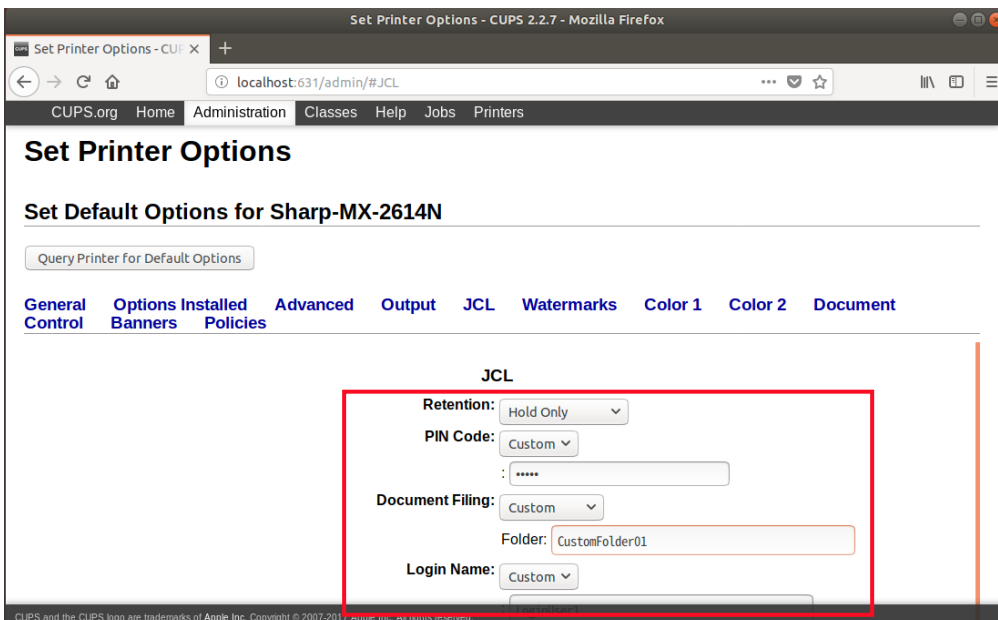 Set Printer Options - CUPS 2.2.7 - Mozilla Firefox
CUPS Set Printer Options - CUP
localhost:631/admin/#JCL
CUPS.org Home Administration Classes Help Jobs Printers
Set Printer Options
Set Default Options for Sharp-MX-2614N
Query Printer for Default Options
General Options Installed Advanced Output JCL Watermarks Color 1 Color 2 Document
Control Banners Policies
JCL
Retention: Hold Only
PIN Code: Custom
: •••••
Document Filing: Custom
Folder: CustomFolder01
Login Name: Custom
: LoginUser1
CUPS and the CUPS logo are trademarks of Apple Inc. Copyright © 2007-2017 Apple Inc. All rights reserved.